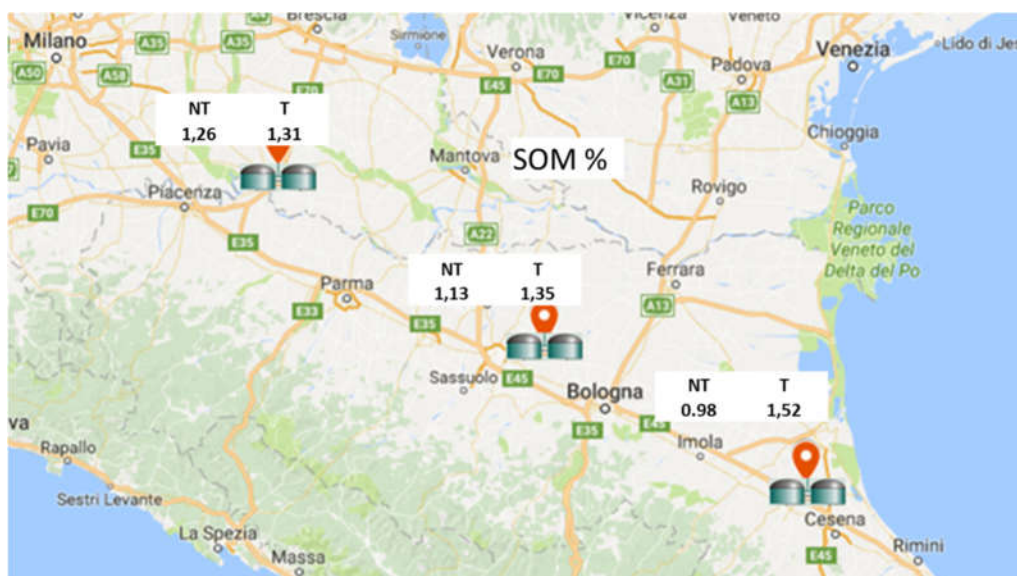 Milano
A35
A35
Brescia
Sirmione
Verona
E70
E70
Vicenza
Veneto
Venezia
Lido di Jes
A50
A58
E70
E45
A31
Padova
A13
NT T
1,26 1,31
Pavia
E35
Mantova
SOM %
Chioggia
Piacenza
Rovigo
E70
E35
A22
Parco
Regionale
Veneto del
Delta del Po
NT T
1,13 1,35
Ferrara
Parma
E33
E35
A13
Sassuolo
E45
Bologna
NT T
0.98 1,52
va
E35
E45
Imola
Rapallo
Sestri Levante
La Spezia
Cesena
E45
Rimini
Massa